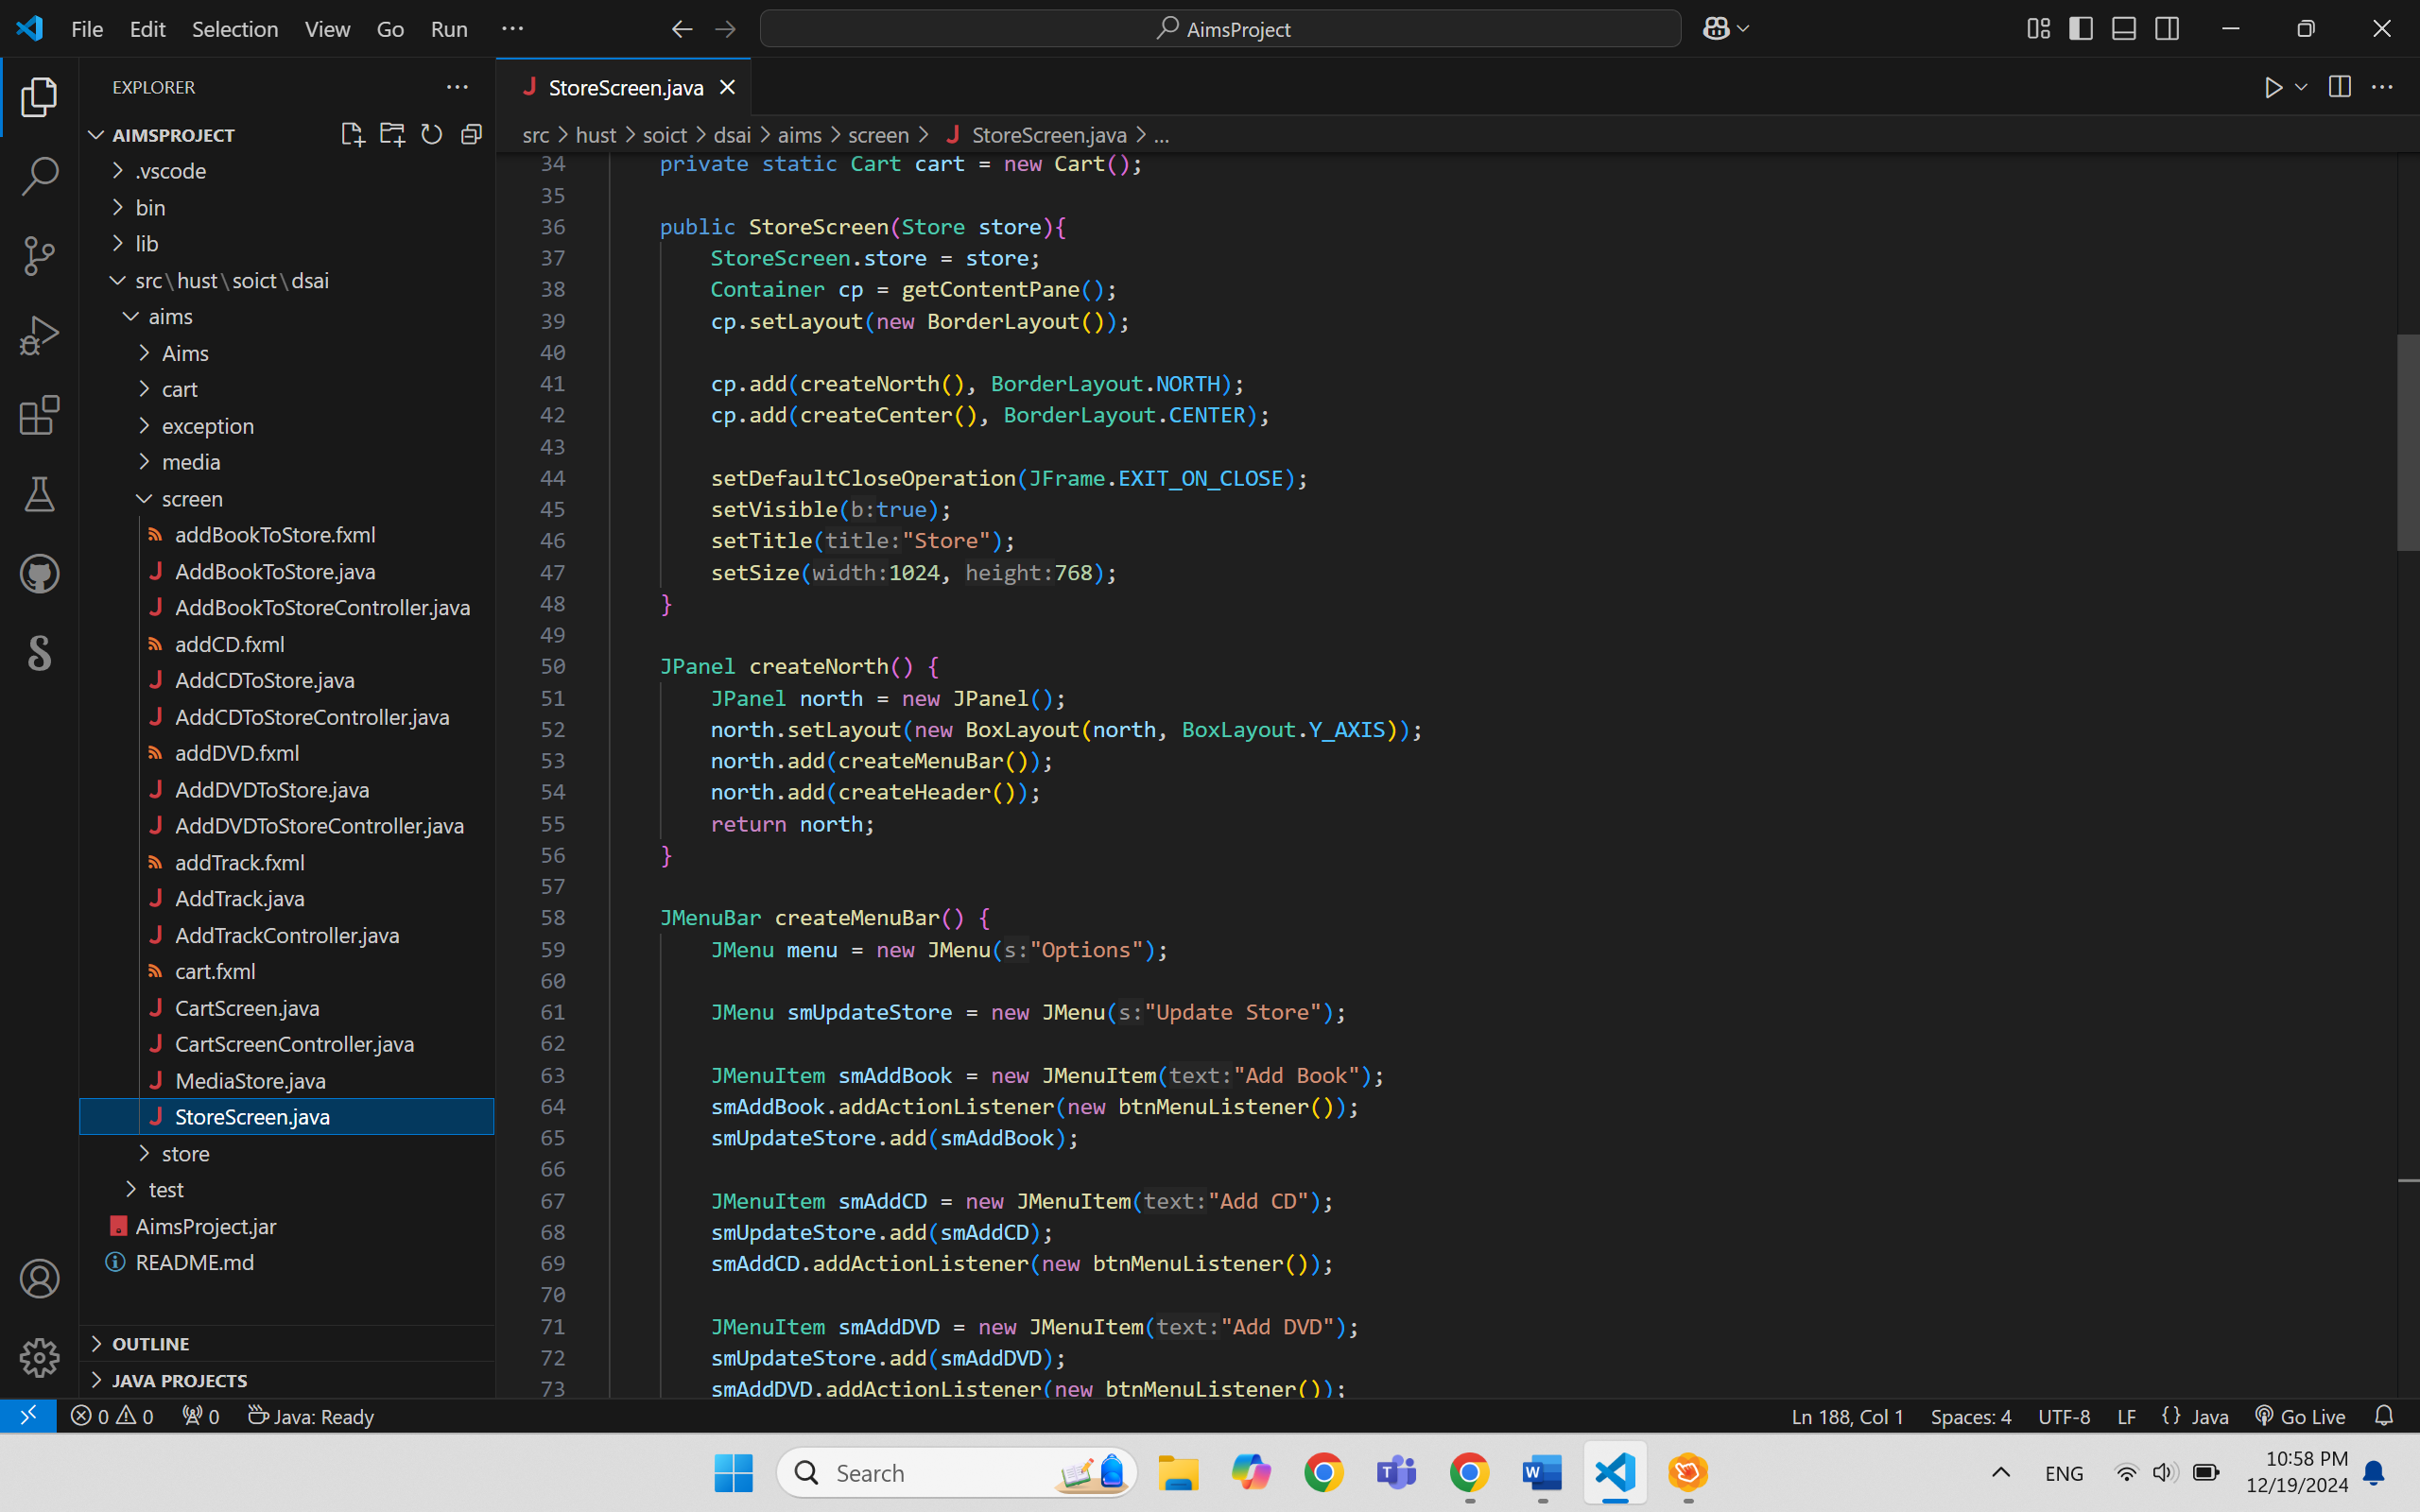 File Edit Selection View Go Run ··· AimsProject
EXPLORER
AIMSPROJECT
.vscode
bin
lib
src\hust\soict\dsai
aims
Aims
cart
exception
media
screen
addBookToStore.fxml
AddBookToStore.java
AddBookToStoreController.java
addCD.fxml
AddCDToStore.java
AddCDToStoreController.java
addDVD.fxml
AddDVDToStore.java
AddDVDToStoreController.java
addTrack.fxml
AddTrack.java
AddTrackController.java
cart.fxml
CartScreen.java
CartScreenController.java
MediaStore.java
StoreScreen.java
store
test
AimsProject.jar
README.md
OUTLINE
JAVA PROJECTS
StoreScreen.java
src > hust > soict > dsai > aims > screen > StoreScreen.java > ...
34 private static Cart cart = new Cart();
35
36 public StoreScreen(Store store){
37 StoreScreen.store = store;
38 Container cp = getContentPane();
39 cp.setLayout(new BorderLayout());
40
41 cp.add(createNorth(), BorderLayout.NORTH);
42 cp.add(createCenter(), BorderLayout.CENTER);
43
44 setDefaultCloseOperation(JFrame.EXIT_ON_CLOSE);
45 setVisible(b:true);
46 setTitle(title:"Store");
47 setSize(width:1024, height:768);
48 }
49
50 JPanel createNorth() {
51 JPanel north = new JPanel();
52 north.setLayout(new BoxLayout(north, BoxLayout.Y_AXIS));
53 north.add(createMenuBar());
54 north.add(createHeader());
55 return north;
56 }
57
58 JMenuBar createMenuBar() {
59 JMenu menu = new JMenu(s:"Options");
60
61 JMenu smUpdateStore = new JMenu(s:"Update Store");
62
63 JMenuItem smAddBook = new JMenuItem(text:"Add Book");
64 smAddBook.addActionListener(new btnMenuListener());
65 smUpdateStore.add(smAddBook);
66
67 JMenuItem smAddCD = new JMenuItem(text:"Add CD");
68 smUpdateStore.add(smAddCD);
69 smAddCD.addActionListener(new btnMenuListener());
70
71 JMenuItem smAddDVD = new JMenuItem(text:"Add DVD");
72 smUpdateStore.add(smAddDVD);
73 smAddDVD.addActionListener(new btnMenuListener());
0 0 0 Java: Ready Ln 188, Col 1 Spaces: 4 UTF-8 LF {} Java Go Live
Search ENG 10:58 PM
12/19/2024